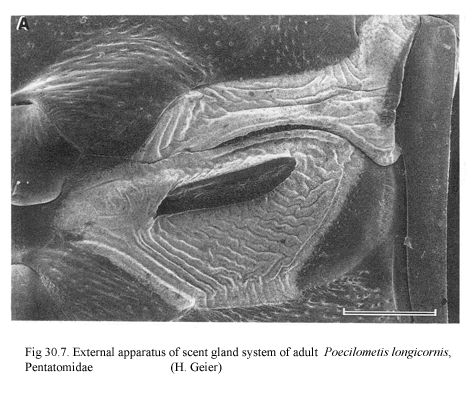 A
Fig 30.7. External apparatus of scent gland system of adult Poecilometis longicornis,
Pentatomidae (H. Geier)